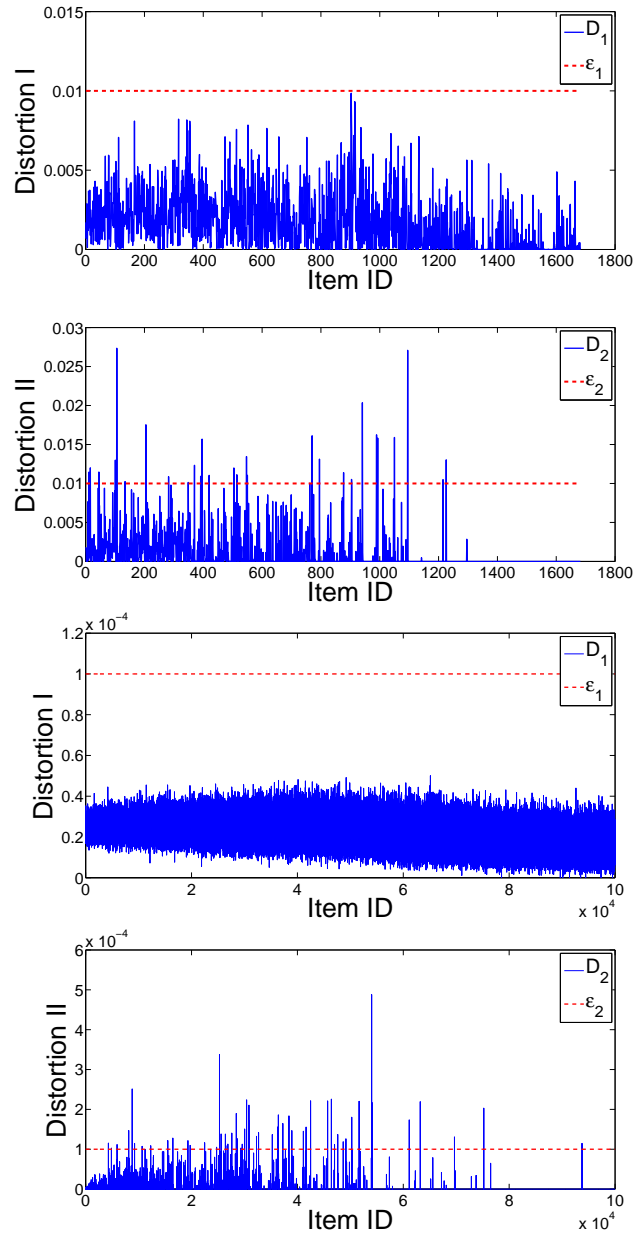 0.015
0.01
0.005
0
Distortion I
D1
ε1
0 200 400 600 800 1000 1200 1400 1600 1800
Item ID
0.03
0.025
0.02
0.015
0.01
0.005
0
Distortion II
D2
ε2
0 200 400 600 800 1000 1200 1400 1600 1800
Item ID
x 10^-4
1.2
1
0.8
0.6
0.4
0.2
0
Distortion I
D1
ε1
0 2 4 6 8 10
x 10^4
Item ID
x 10^-4
6
5
4
3
2
1
0
Distortion II
D2
ε2
0 2 4 6 8 10
x 10^4
Item ID